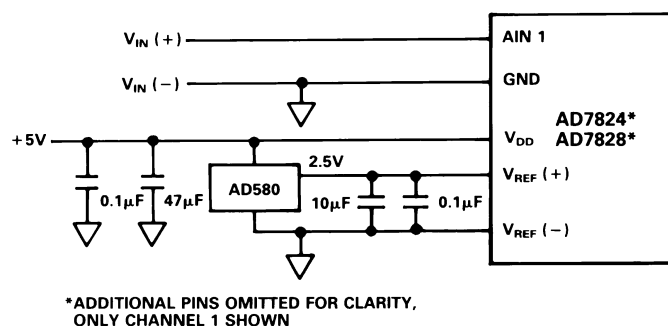 V_IN (+)
AIN 1
V_IN (−)
GND
AD7824*
AD7828*
+5V
V_DD
2.5V
AD580
V_REF (+)
0.1μF
47μF
10μF
0.1μF
V_REF (−)
*ADDITIONAL PINS OMITTED FOR CLARITY,
ONLY CHANNEL 1 SHOWN